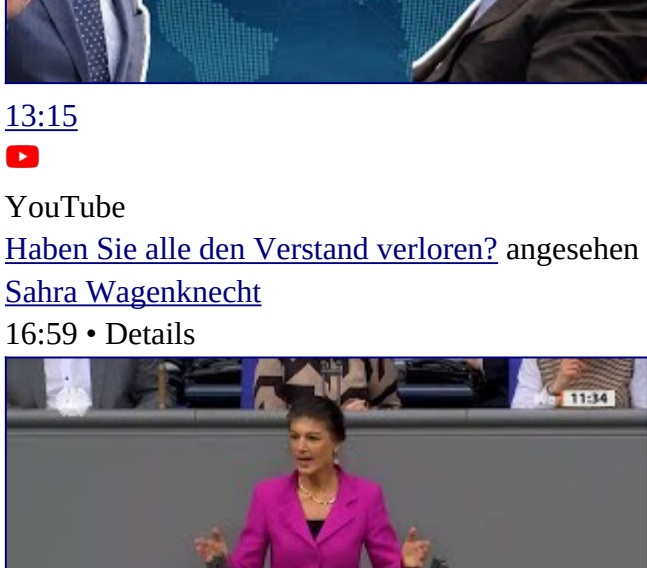 13:15
YouTube
Haben Sie alle den Verstand verloren? angesehen
Sahra Wagenknecht
16:59 • Details
11:34